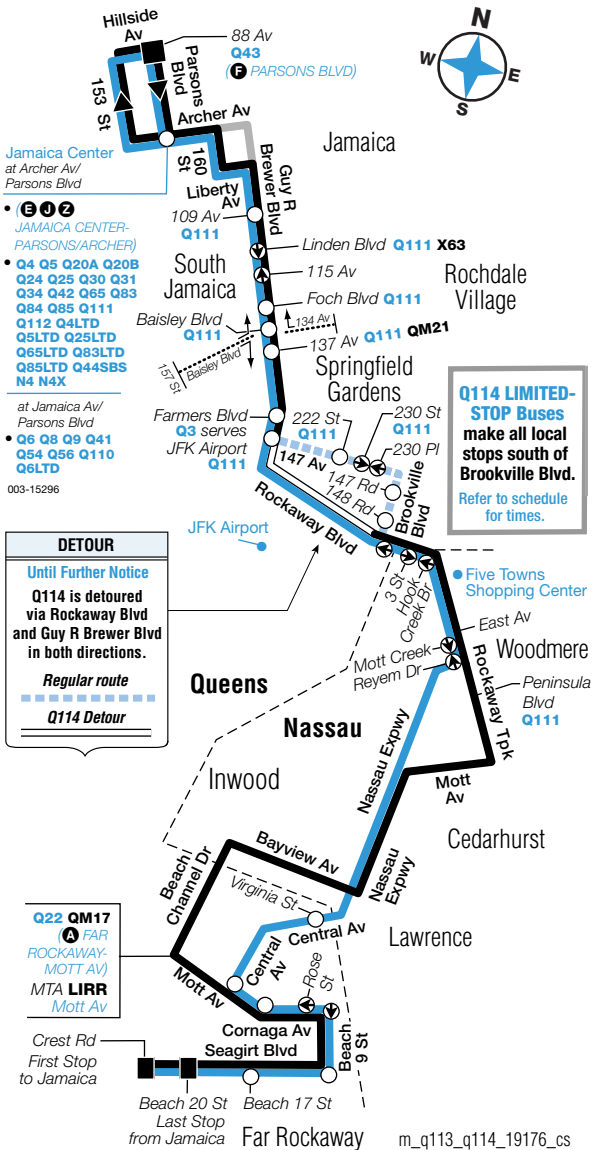 Hillside
Av
88 Av
Q43
(F PARSONS BLVD)
Parsons
Blvd
153 St
N
W
E
S
Archer Av
160
St
Jamaica
Jamaica Center
at Archer Av/
Parsons Blvd
Liberty
Av
Guy R
Brewer Blvd
• (E J Z
JAMAICA CENTER-
PARSONS/ARCHER)
• Q4 Q5 Q20A Q20B
Q24 Q25 Q30 Q31
Q34 Q42 Q65 Q83
Q84 Q85 Q111
Q112 Q4LTD
Q5LTD Q25LTD
Q65LTD Q83LTD
Q85LTD Q44SBS
N4 N4X
at Jamaica Av/
Parsons Blvd
• Q6 Q8 Q9 Q41
Q54 Q56 Q110
Q6LTD
003-15296
109 Av
Q111
Linden Blvd Q111 X63
115 Av
South
Jamaica
Rochdale
Village
Foch Blvd Q111
Baisley Blvd
Q111
134 Av
137 Av Q111 QM21
157 St
Baisley Blvd
Springfield
Gardens
Farmers Blvd
Q3 serves
JFK Airport
Q111
222 St
Q111
230 St
Q111
230 Pl
147 Av
147 Rd
148 Rd
Brookville
Blvd
Q114 LIMITED-
STOP Buses
make all local
stops south of
Brookville Blvd.
Refer to schedule
for times.
Rockaway Blvd
JFK Airport
DETOUR
Until Further Notice
Q114 is detoured
via Rockaway Blvd
and Guy R Brewer Blvd
in both directions.
Regular route
Q114 Detour
3 St
Hook
Creek Br
Five Towns
Shopping Center
East Av
Mott Creek
Reyem Dr
Woodmere
Rockaway Tpk
Peninsula
Blvd
Q111
Queens
Nassau
Nassau Expwy
Inwood
Mott
Av
Cedarhurst
Bayview Av
Beach
Channel Dr
Nassau
Expwy
Virginia St
Central Av
Lawrence
Q22 QM17
(A FAR
ROCKAWAY-
MOTT AV)
MTA LIRR
Mott Av
Central
Av
Mott Av
Rose
St
Cornaga Av
Seagirt Blvd
Beach
9 St
Crest Rd
First Stop
to Jamaica
Beach 20 St
Last Stop
from Jamaica
Beach 17 St
Far Rockaway
m_q113_q114_19176_cs